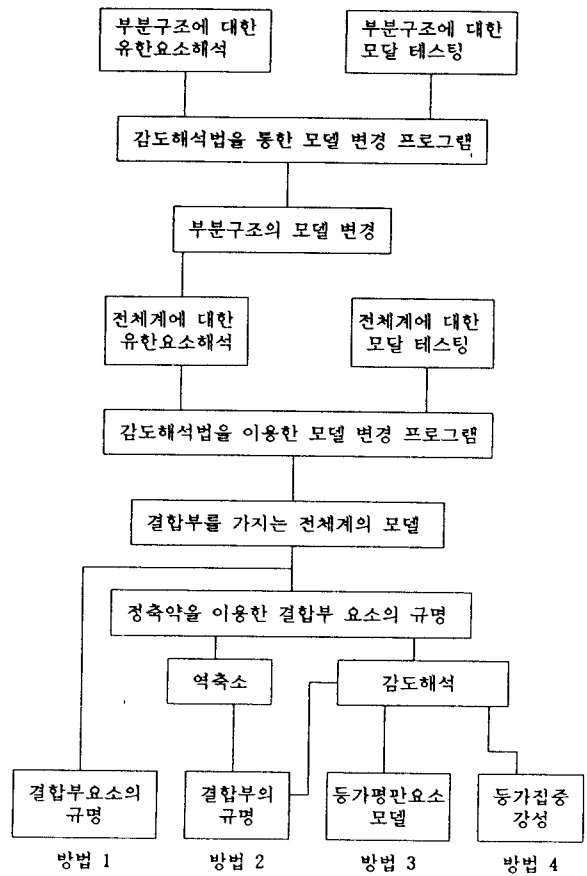 부분구조에 대한
유한요소해석
부분구조에 대한
모달 테스팅
감도해석법을 통한 모델 변경 프로그램
부분구조의 모델 변경
전체계에 대한
유한요소해석
전체계에 대한
모달 테스팅
감도해석법을 이용한 모델 변경 프로그램
결합부를 가지는 전체계의 모델
정축약을 이용한 결합부 요소의 규명
역축소
감도해석
결합부요소의
규명
결합부의
규명
등가평판요소
모델
등가집중
강성
방법 1
방법 2
방법 3
방법 4